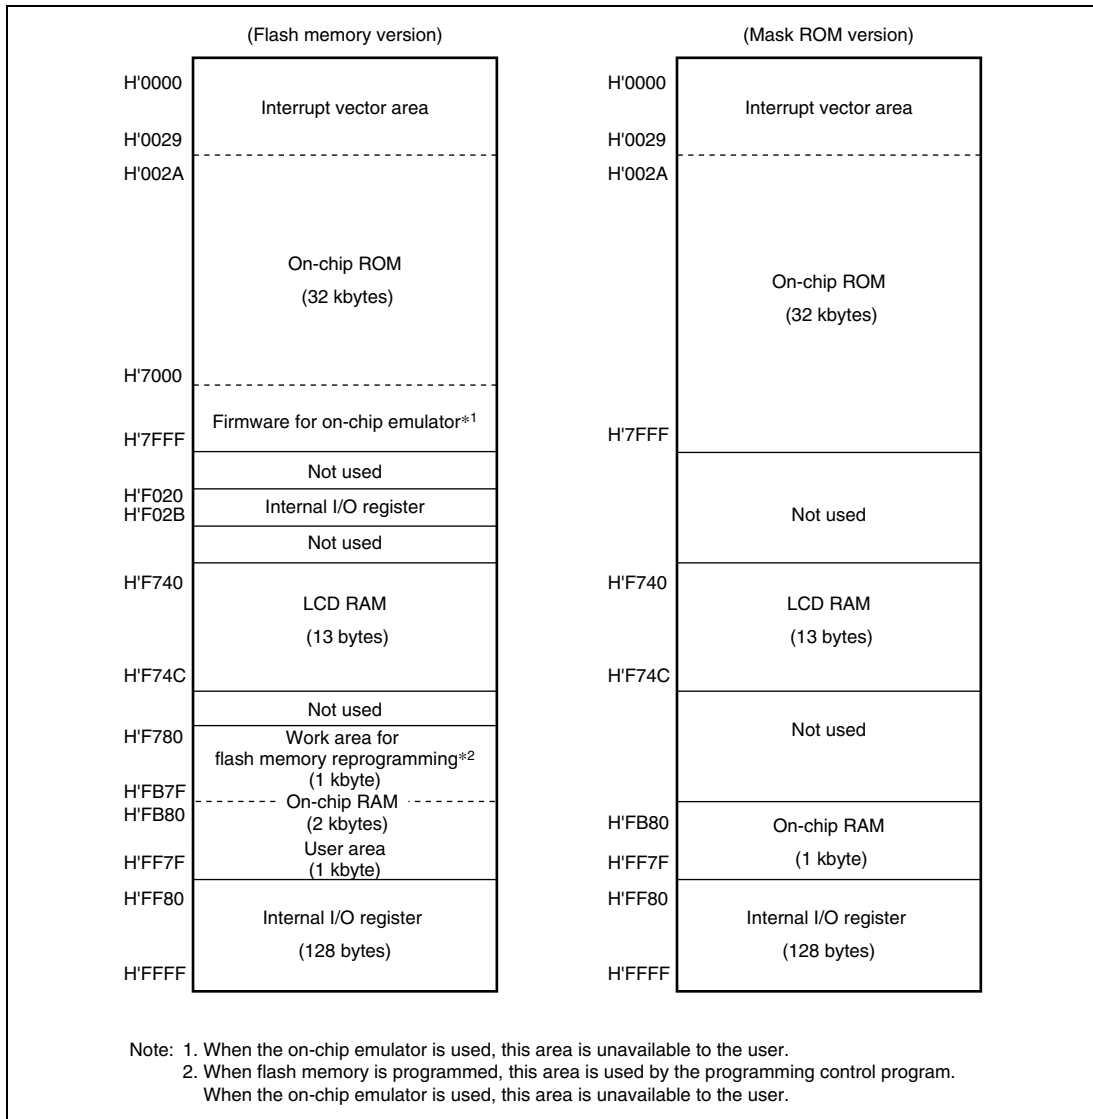 (Flash memory version)
H'0000
Interrupt vector area
H'0029
H'002A
On-chip ROM
(32 kbytes)
H'7000
Firmware for on-chip emulator*1
H'7FFF
Not used
H'F020
Internal I/O register
H'F02B
Not used
H'F740
LCD RAM
(13 bytes)
H'F74C
Not used
H'F780
Work area for
flash memory reprogramming*2
(1 kbyte)
H'FB7F
On-chip RAM
H'FB80
(2 kbytes)
User area
H'FF7F
(1 kbyte)
H'FF80
Internal I/O register
(128 bytes)
H'FFFF
(Mask ROM version)
H'0000
Interrupt vector area
H'0029
H'002A
On-chip ROM
(32 kbytes)
H'7FFF
Not used
H'F740
LCD RAM
(13 bytes)
H'F74C
Not used
H'FB80
On-chip RAM
(1 kbyte)
H'FF7F
H'FF80
Internal I/O register
(128 bytes)
H'FFFF
Note: 1. When the on-chip emulator is used, this area is unavailable to the user.
2. When flash memory is programmed, this area is used by the programming control program.
When the on-chip emulator is used, this area is unavailable to the user.